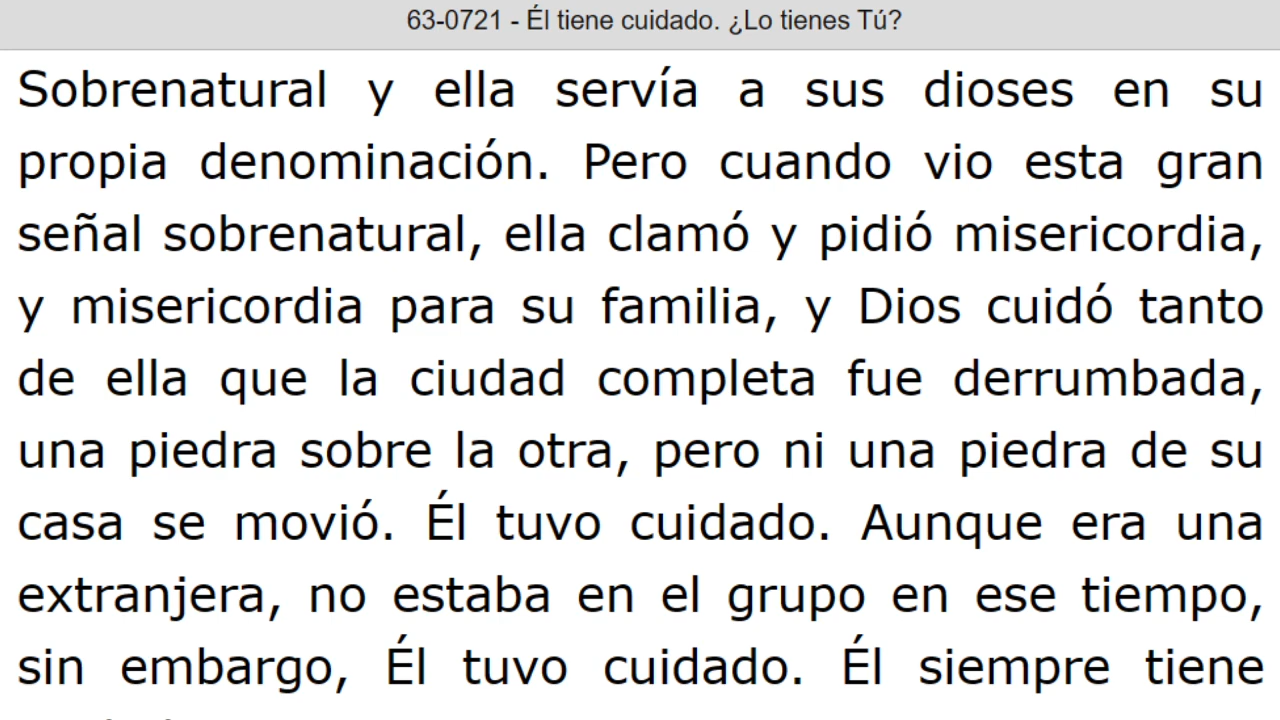 63-0721 - Él tiene cuidado. ¿Lo tienes Tú?
Sobrenatural y ella servía a sus dioses en su
propia denominación. Pero cuando vio esta gran
señal sobrenatural, ella clamó y pidió misericordia,
y misericordia para su familia, y Dios cuidó tanto
de ella que la ciudad completa fue derrumbada,
una piedra sobre la otra, pero ni una piedra de su
casa se movió. Él tuvo cuidado. Aunque era una
extranjera, no estaba en el grupo en ese tiempo,
sin embargo, Él tuvo cuidado. Él siempre tiene